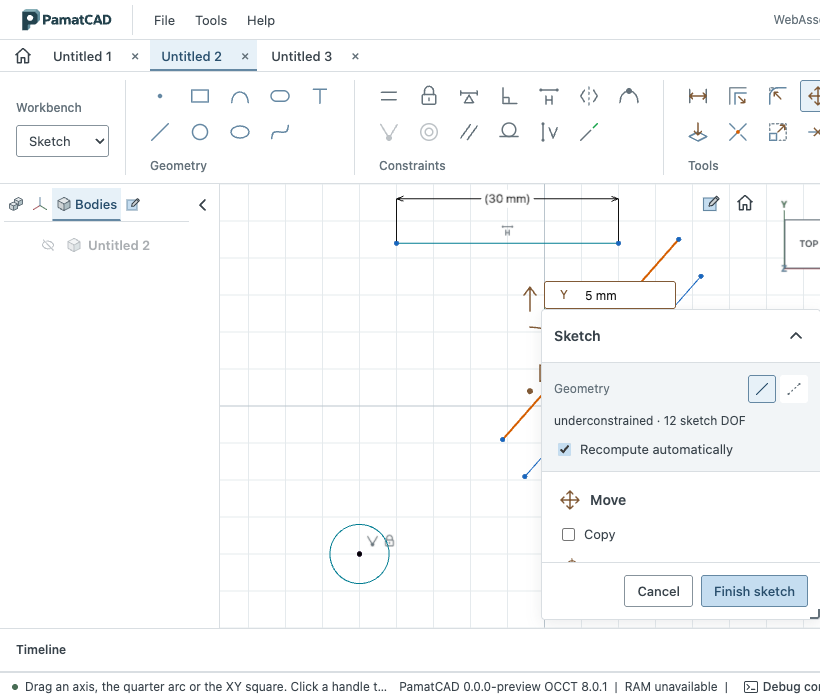 PamatCAD File Tools Help WebAsse
Untitled 1 × Untitled 2 × Untitled 3 ×
Workbench
Sketch
Geometry Constraints Tools
Bodies
Untitled 2
(30 mm)
H
Y
TOP
Z
Y 5 mm
Sketch
Geometry
underconstrained · 12 sketch DOF
Recompute automatically
Move
Copy
Cancel Finish sketch
Timeline
Drag an axis, the quarter arc or the XY square. Click a handle t... PamatCAD 0.0.0-preview OCCT 8.0.1 | RAM unavailable | Debug co